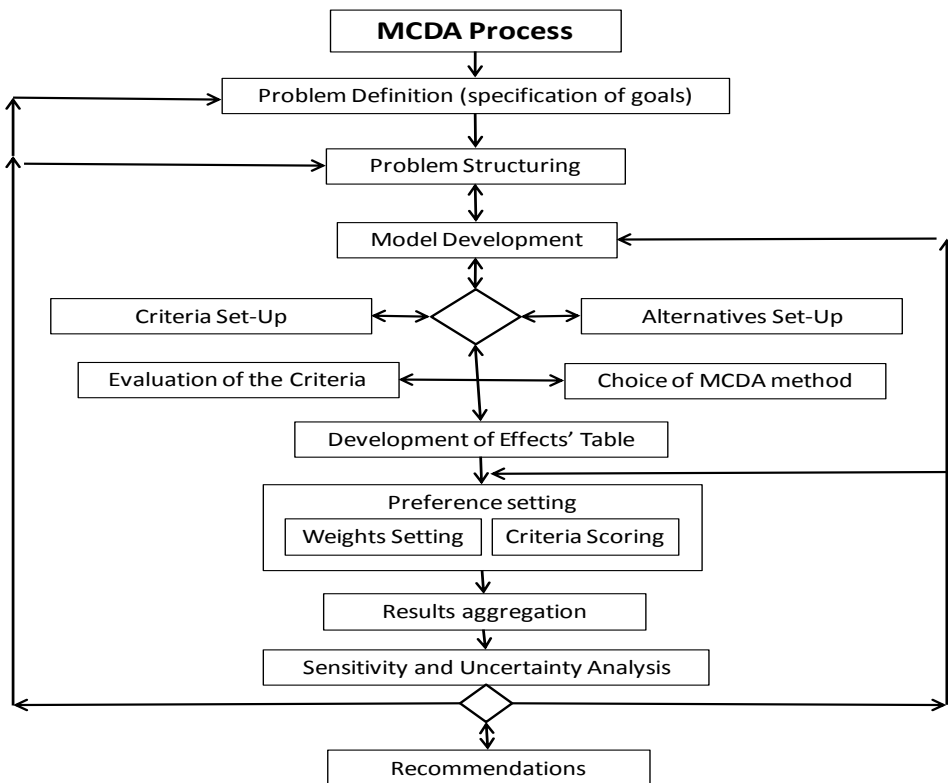 MCDA Process
Problem Definition (specification of goals)
Problem Structuring
Model Development
Criteria Set-Up
Alternatives Set-Up
Evaluation of the Criteria
Choice of MCDA method
Development of Effects’ Table
Preference setting
Weights Setting
Criteria Scoring
Results aggregation
Sensitivity and Uncertainty Analysis
Recommendations